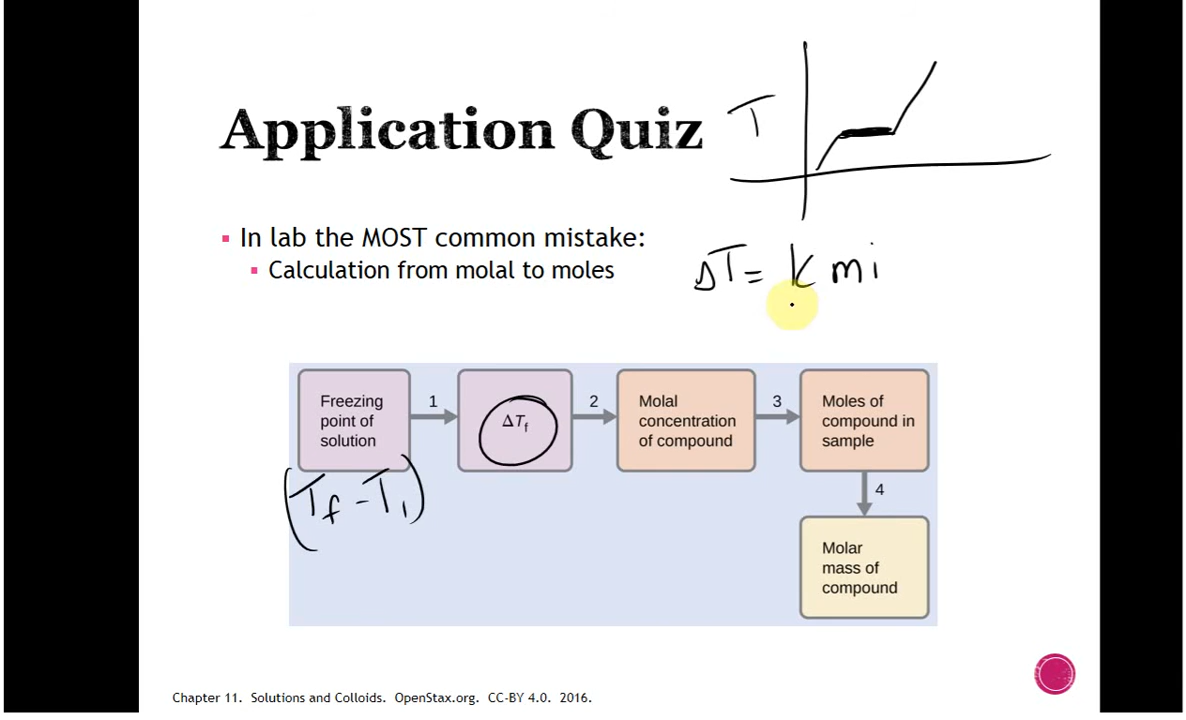 Application Quiz
T
▪ In lab the MOST common mistake:
▪ Calculation from molal to moles
ΔT = k m i
Freezing
point of
solution
1
ΔTf
2
Molal
concentration
of compound
3
Moles of
compound in
sample
(Tf - T1)
4
Molar
mass of
compound
Chapter 11. Solutions and Colloids. OpenStax.org. CC-BY 4.0. 2016.